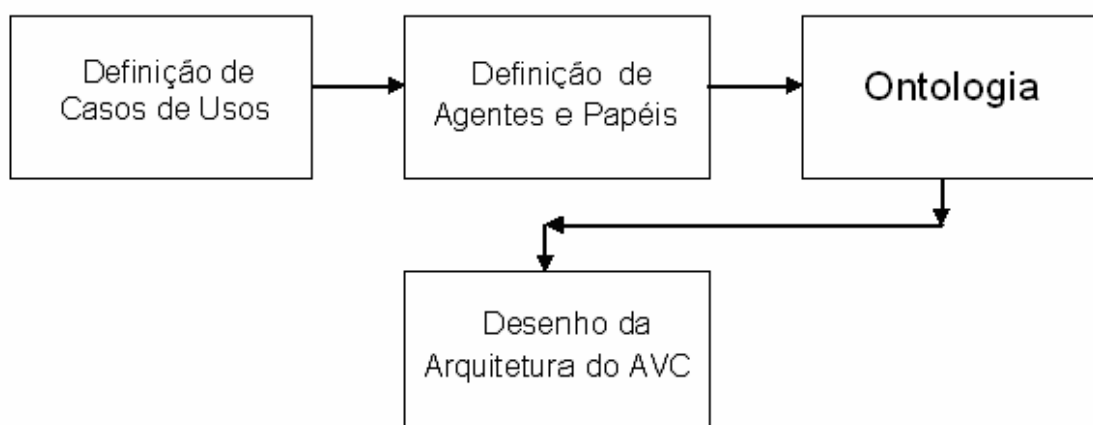 Definição de
Casos de Usos
Definição de
Agentes e Papéis
Ontologia
Desenho da
Arquitetura do AVC